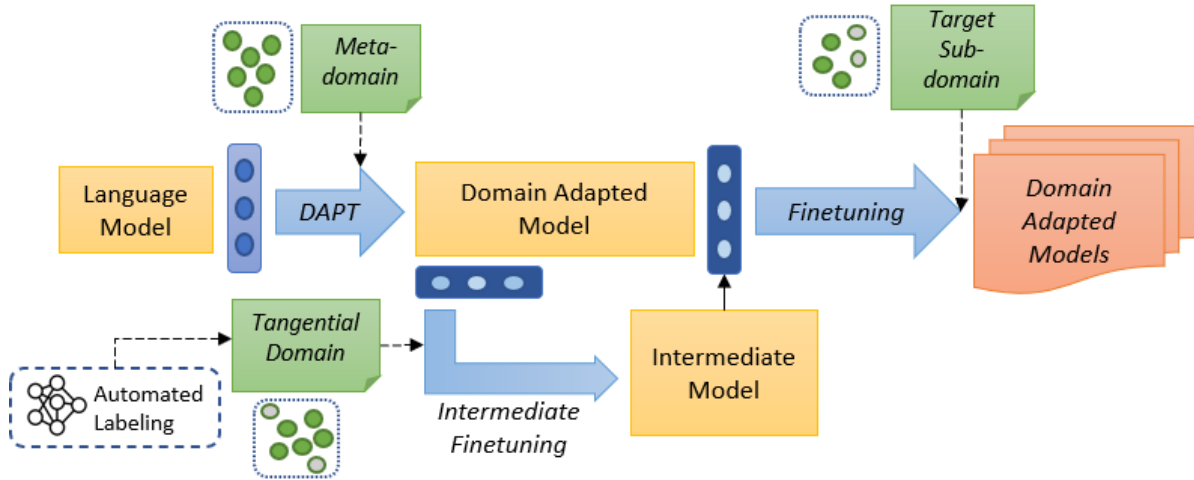 Meta-
domain
Target
Sub-
domain
Language
Model
DAPT
Domain Adapted
Model
Finetuning
Domain
Adapted
Models
Tangential
Domain
Automated
Labeling
Intermediate
Finetuning
Intermediate
Model